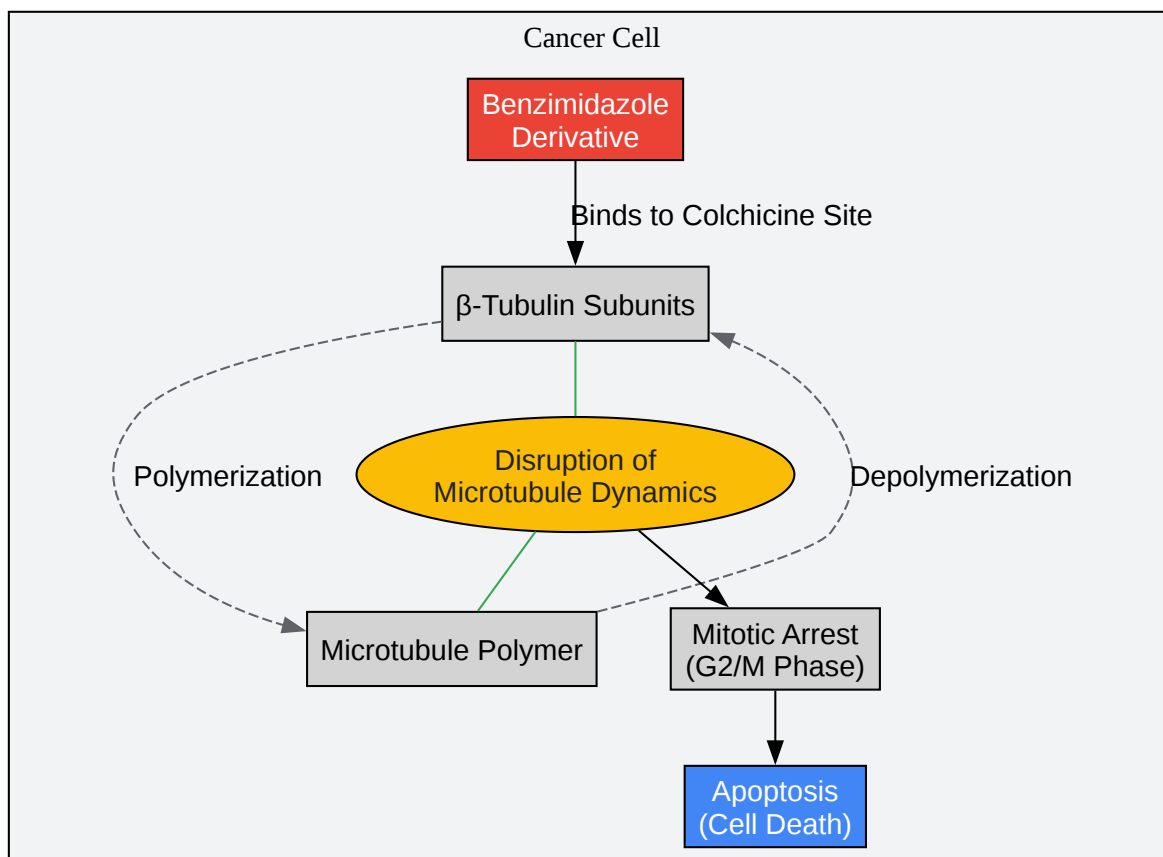 Cancer Cell
Benzimidazole
Derivative
Binds to Colchicine Site
β-Tubulin Subunits
Polymerization
Disruption of
Microtubule Dynamics
Depolymerization
Microtubule Polymer
Mitotic Arrest
(G2/M Phase)
Apoptosis
(Cell Death)